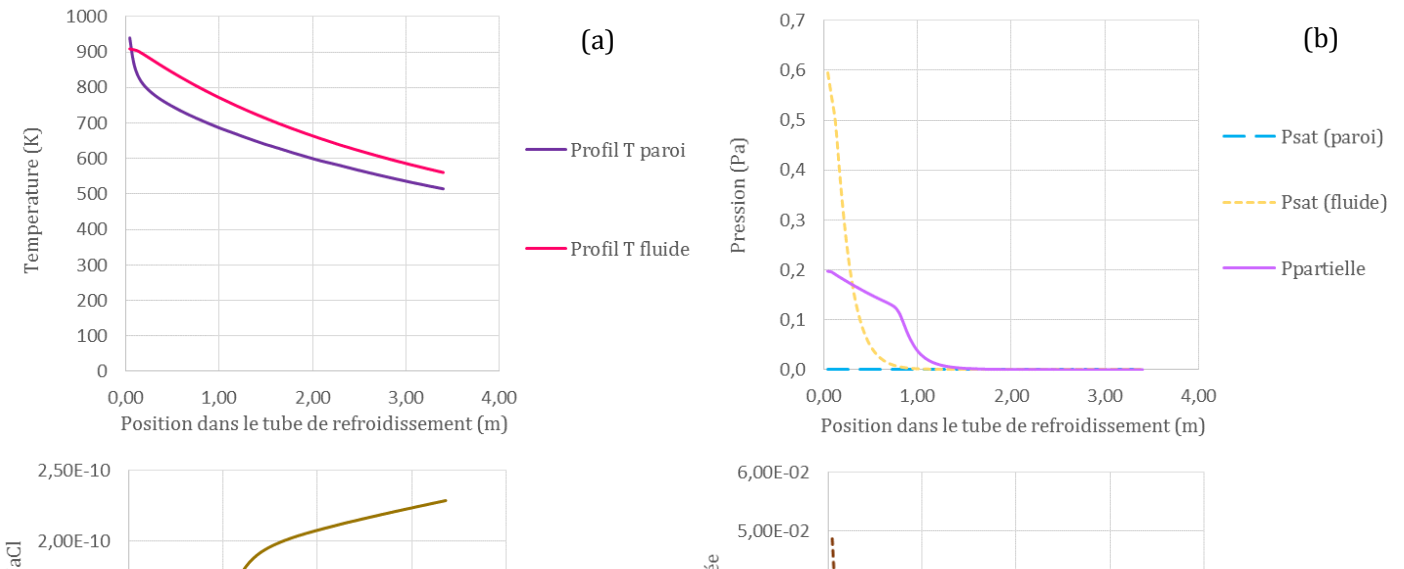 1000
900
800
700
600
500
400
300
200
100
0
0,00 1,00 2,00 3,00 4,00
Temperature (K)
Position dans le tube de refroidissement (m)
(a)
Profil T paroi
Profil T fluide
0,7
0,6
0,5
0,4
0,3
0,2
0,1
0,0
0,00 1,00 2,00 3,00 4,00
Pression (Pa)
Position dans le tube de refroidissement (m)
(b)
Psat (paroi)
Psat (fluide)
Ppartielle
2,50E-10
2,00E-10
aCl
6,00E-02
5,00E-02
ée